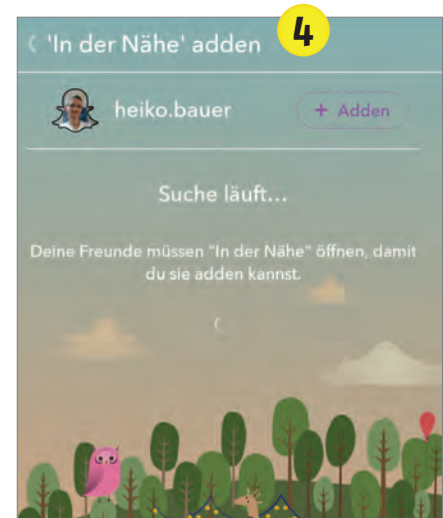 'In der Nähe' adden
4
heiko.bauer
+ Adden
Suche läuft...
Deine Freunde müssen "In der Nähe" öffnen, damit
du sie adden kannst.